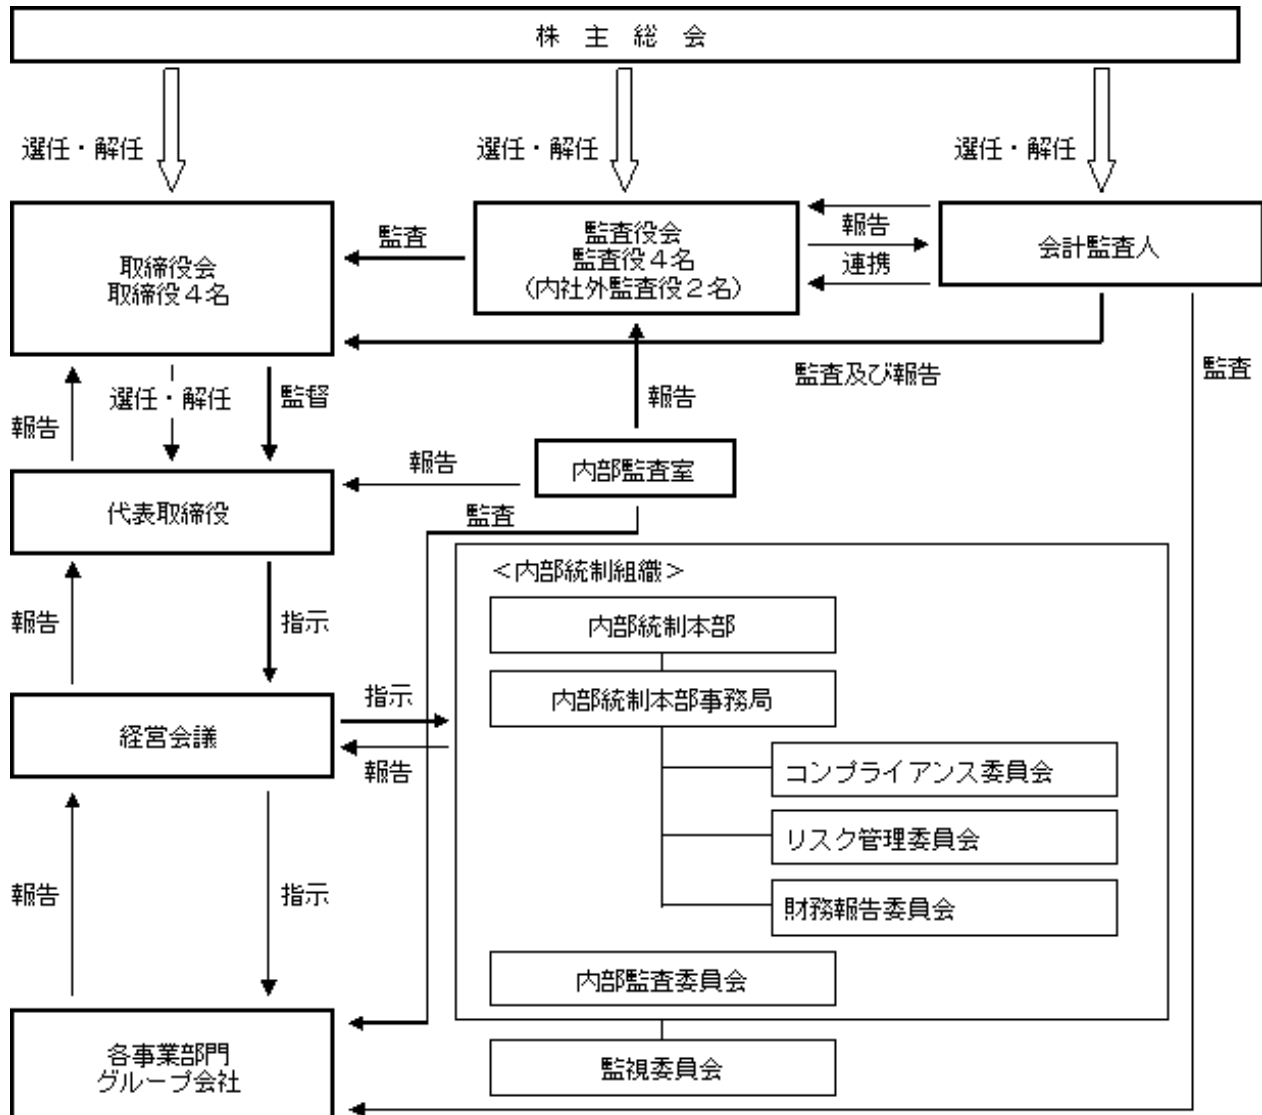 株 主 総 会
選任・解任
選任・解任
選任・解任
取締役会
取締役４名
監査
監査役会
監査役４名
（内社外監査役２名）
報告
連携
会計監査人
監査及び報告
監査
報告
選任・解任
監督
報告
代表取締役
報告
内部監査室
監査
＜内部統制組織＞
内部統制本部
内部統制本部事務局
コンプライアンス委員会
リスク管理委員会
財務報告委員会
内部監査委員会
監視委員会
報告
指示
経営会議
指示
報告
報告
指示
各事業部門
グループ会社